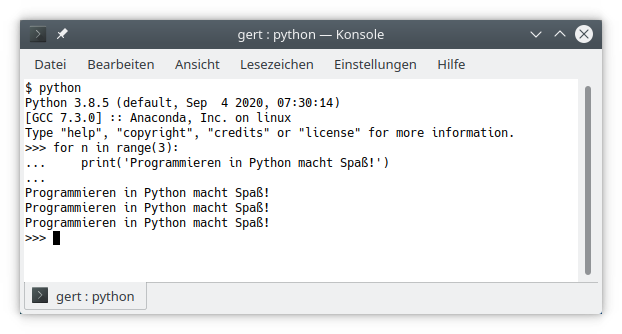 gert : python — Konsole
Datei Bearbeiten Ansicht Lesezeichen Einstellungen Hilfe
$ python
Python 3.8.5 (default, Sep  4 2020, 07:30:14)
[GCC 7.3.0] :: Anaconda, Inc. on linux
Type "help", "copyright", "credits" or "license" for more information.
>>> for n in range(3):
...     print('Programmieren in Python macht Spaß!')
...
Programmieren in Python macht Spaß!
Programmieren in Python macht Spaß!
Programmieren in Python macht Spaß!
>>>
gert : python